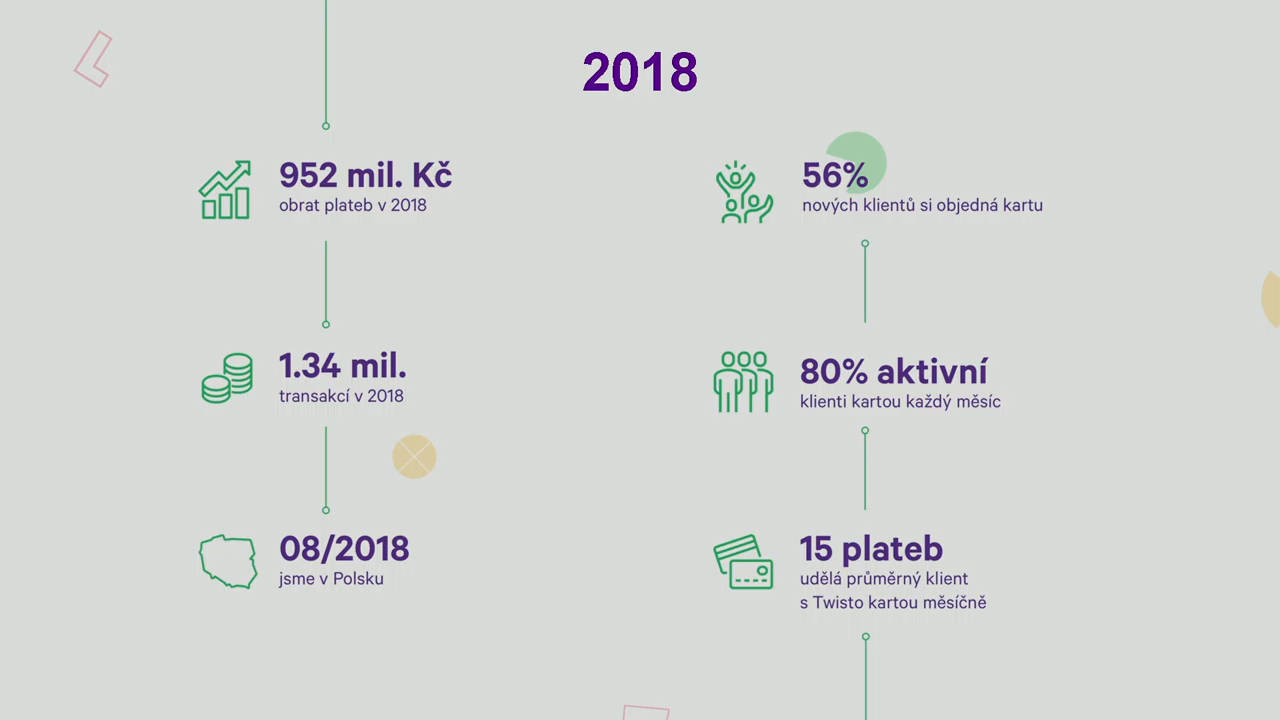 2018
952 mil. Kč
obrat plateb v 2018
1.34 mil.
transakcí v 2018
08/2018
jsme v Polsku
56%
nových klientů si objedná kartu
80% aktivní
klienti kartou každý měsíc
15 plateb
udělá průměrný klient
s Twisto kartou měsíčně